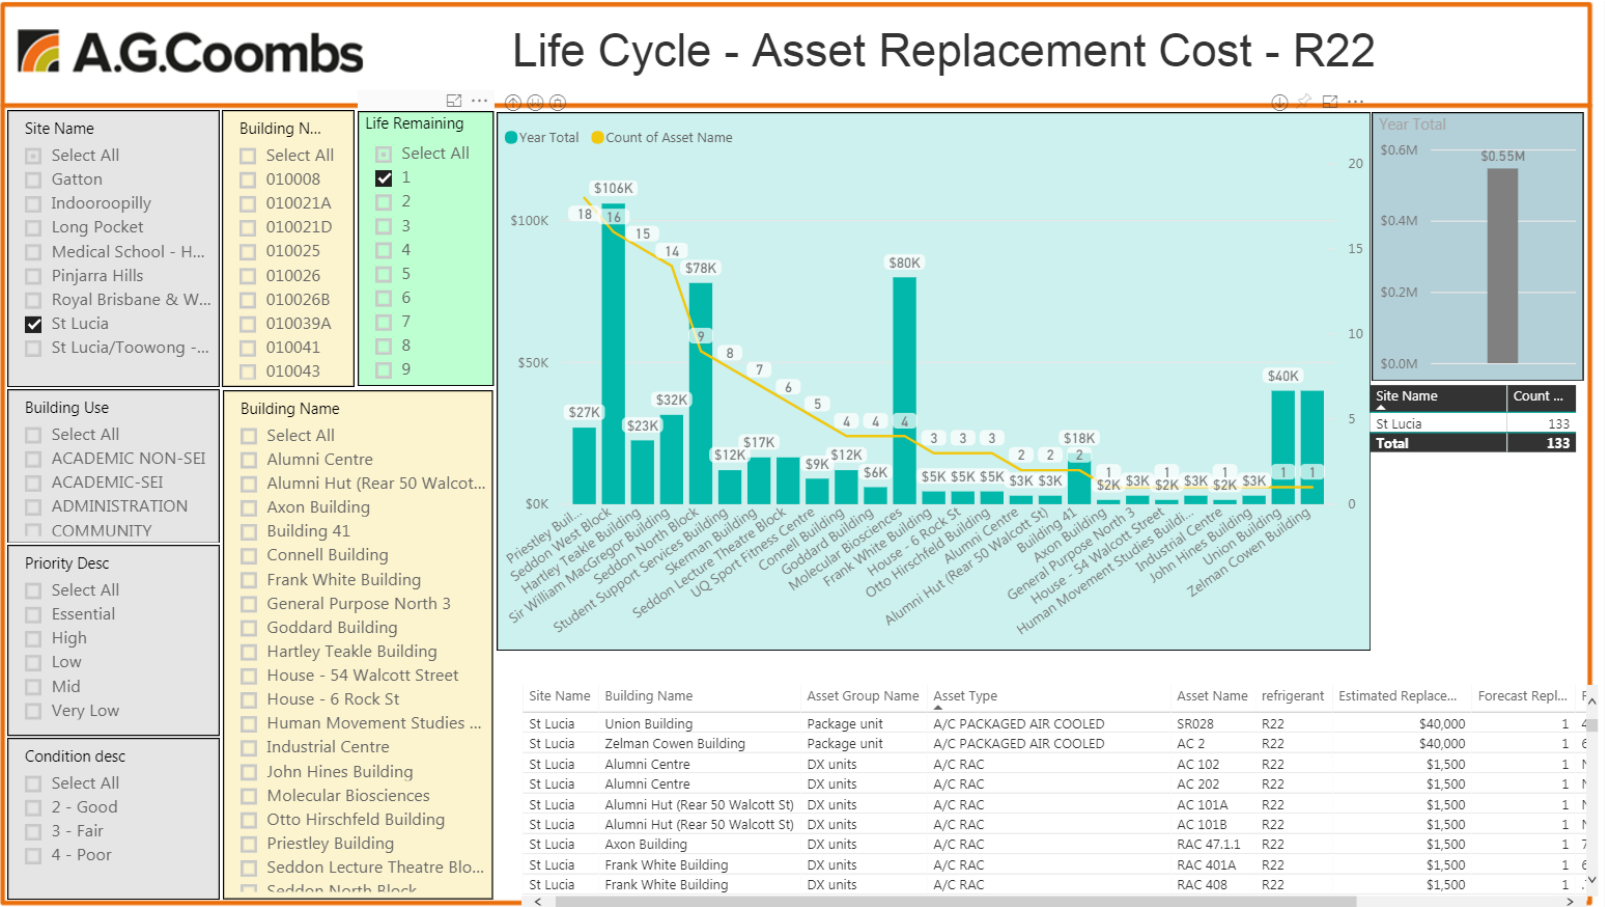 A.G.Coombs
Life Cycle - Asset Replacement Cost - R22
Site Name
Select All
Gatton
Indooroopilly
Long Pocket
Medical School - H...
Pinjarra Hills
Royal Brisbane & W...
St Lucia
St Lucia/Toowong -...
Building N...
Select All
010008
010021A
010021D
010025
010026
010026B
010039A
010041
010043
Life Remaining
Select All
1
2
3
4
5
6
7
8
9
Building Use
Select All
ACADEMIC NON-SEI
ACADEMIC-SEI
ADMINISTRATION
COMMUNITY
Priority Desc
Select All
Essential
High
Low
Mid
Very Low
Condition desc
Select All
2 - Good
3 - Fair
4 - Poor
Building Name
Select All
Alumni Centre
Alumni Hut (Rear 50 Walcot...
Axon Building
Building 41
Connell Building
Frank White Building
General Purpose North 3
Goddard Building
Hartley Teakle Building
House - 54 Walcott Street
House - 6 Rock St
Human Movement Studies ...
Industrial Centre
John Hines Building
Molecular Biosciences
Otto Hirschfeld Building
Priestley Building
Seddon Lecture Theatre Blo...
Seddon North Block
Year Total Count of Asset Name
$100K
$50K
$0K
20
15
10
5
0
$27K $106K $23K $32K $78K $12K $17K $9K $12K $6K $80K $5K $5K $5K $3K $3K $18K $2K $3K $2K $3K $2K $3K $40K
18 16 15 14 9 8 7 6 5 4 4 4 3 3 3 2 2 2 1 1 1 1 1
Priestley Buil...
Seddon West Block
Hartley Teakle Building
Sir William MacGregor Building
Seddon North Block
Student Support Services Building
Skerman Building
Seddon Lecture Theatre Block
UQ Sport Fitness Centre
Connell Building
Goddard Building
Molecular Biosciences
Frank White Building
House - 6 Rock St
Otto Hirschfeld Building
Alumni Centre
Alumni Hut (Rear 50 Walcott St)
Building 41
Axon Building
General Purpose North 3
House - 54 Walcott Street
Human Movement Studies Buildi...
Industrial Centre
John Hines Building
Union Building
Zelman Cowen Building
Year Total
$0.6M
$0.55M
$0.4M
$0.2M
$0.0M
Site Name Count ...
St Lucia 133
Total 133
Site Name Building Name Asset Group Name Asset Type Asset Name refrigerant Estimated Replace... Forecast Repl...
St Lucia Union Building Package unit A/C PACKAGED AIR COOLED SR028 R22 $40,000 1 4
St Lucia Zelman Cowen Building Package unit A/C PACKAGED AIR COOLED AC 2 R22 $40,000 1 6
St Lucia Alumni Centre DX units A/C RAC AC 102 R22 $1,500 1
St Lucia Alumni Centre DX units A/C RAC AC 202 R22 $1,500 1
St Lucia Alumni Hut (Rear 50 Walcott St) DX units A/C RAC AC 101A R22 $1,500 1
St Lucia Alumni Hut (Rear 50 Walcott St) DX units A/C RAC AC 101B R22 $1,500 1
St Lucia Axon Building DX units A/C RAC RAC 47.1.1 R22 $1,500 1 7
St Lucia Frank White Building DX units A/C RAC RAC 401A R22 $1,500 1 6
St Lucia Frank White Building DX units A/C RAC RAC 408 R22 $1,500 1